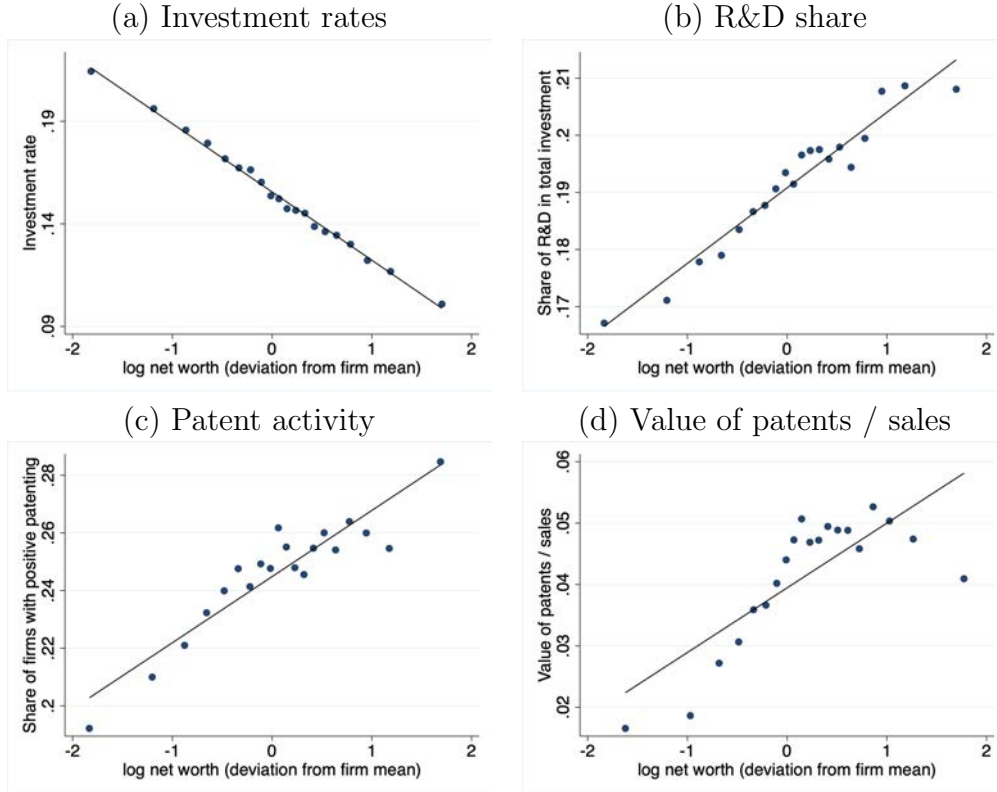 (a) Investment rates
Investment rate
.19
.14
.09
-2 -1 0 1 2
log net worth (deviation from firm mean)
(b) R&D share
Share of R&D in total investment
.21
.2
.19
.18
.17
-2 -1 0 1 2
log net worth (deviation from firm mean)
(c) Patent activity
Share of firms with positive patenting
.28
.26
.24
.22
.2
-2 -1 0 1 2
log net worth (deviation from firm mean)
(d) Value of patents / sales
Value of patents / sales
.06
.05
.04
.03
.02
-2 -1 0 1 2
log net worth (deviation from firm mean)